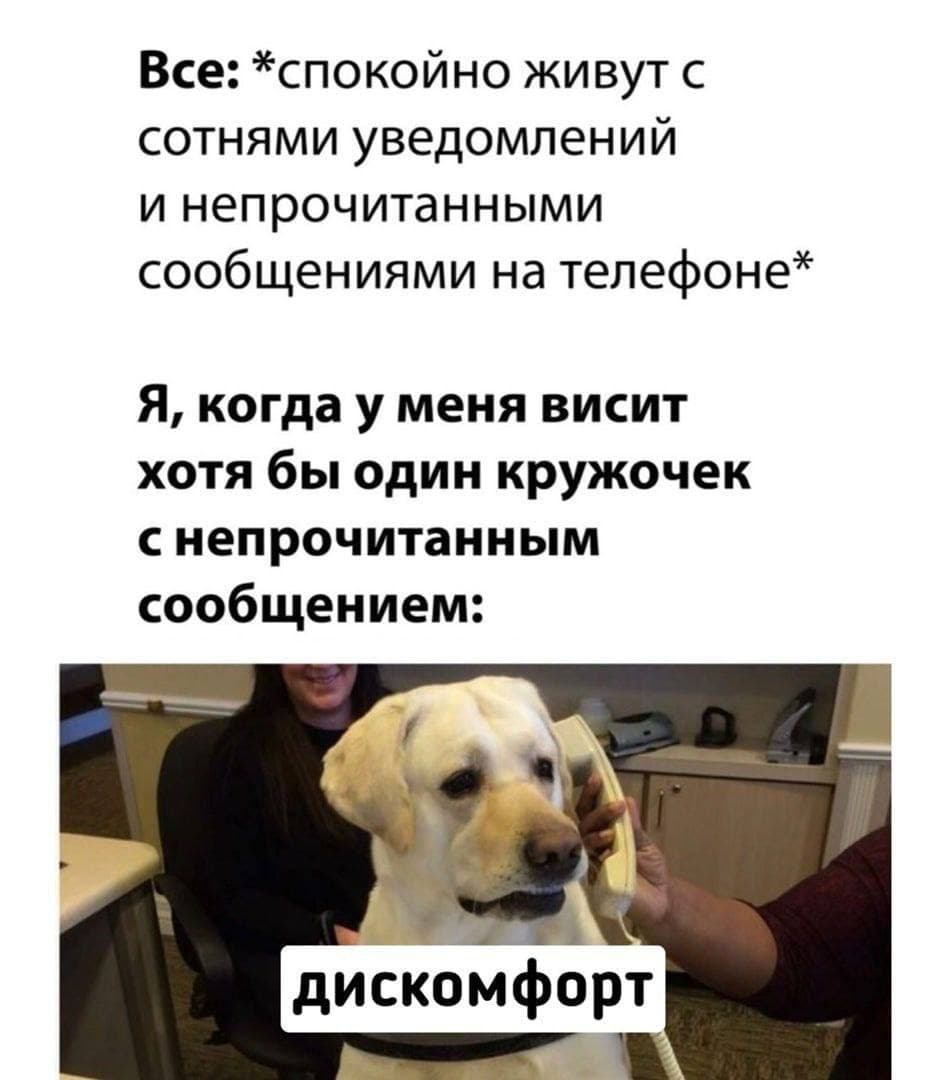 Все: *спокойно живут с
сотнями уведомлений
и непрочитанными
сообщениями на телефоне*
Я, когда у меня висит
хотя бы один кружочек
с непрочитанным
сообщением:
дискомфорт